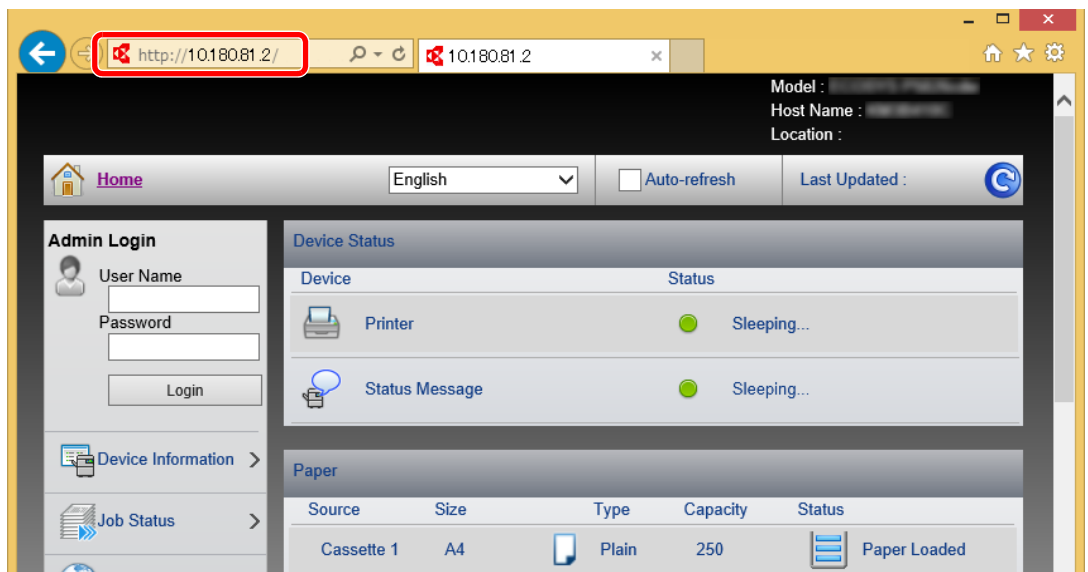 http://10.180.81.2/
10.180.81.2
Model :
Host Name :
Location :
Home
English
Auto-refresh
Last Updated :
Admin Login
User Name
Password
Login
Device Information
Job Status
Device Status
Device Status
Printer Sleeping...
Status Message Sleeping...
Paper
Source Size Type Capacity Status
Cassette 1 A4 Plain 250 Paper Loaded